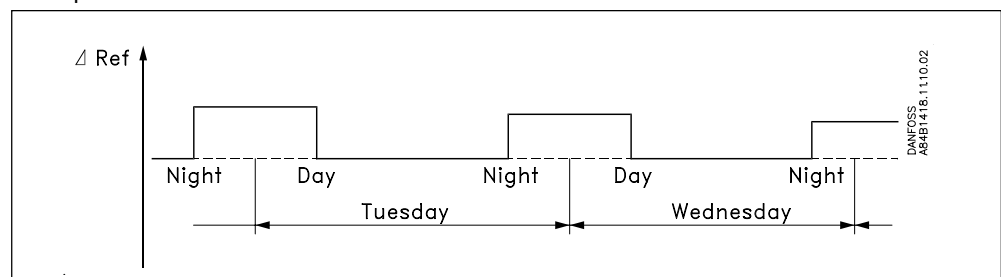 ⊿ Ref
Night Day Night Day Night
Tuesday Wednesday
DANFOSS
A84B1418.11.10.02